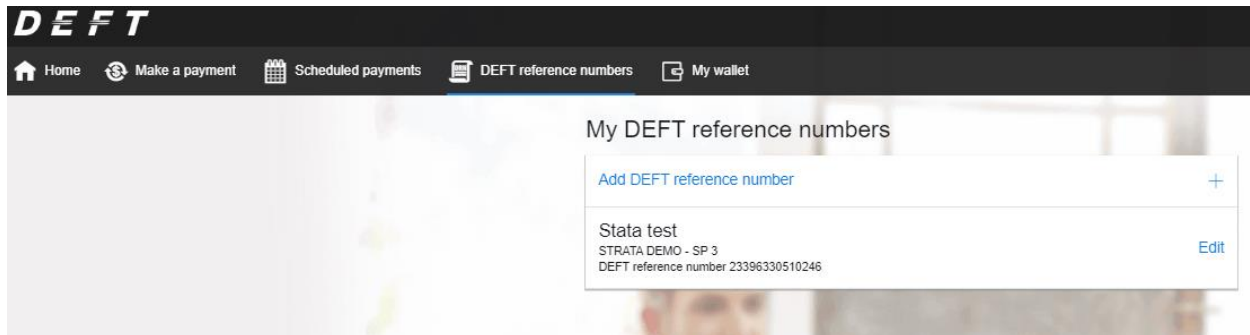 DEFT
Home Make a payment Scheduled payments DEFT reference numbers My wallet
My DEFT reference numbers
Add DEFT reference number +
Stata test
STRATA DEMO - SP 3
Edit
DEFT reference number 23396330510246